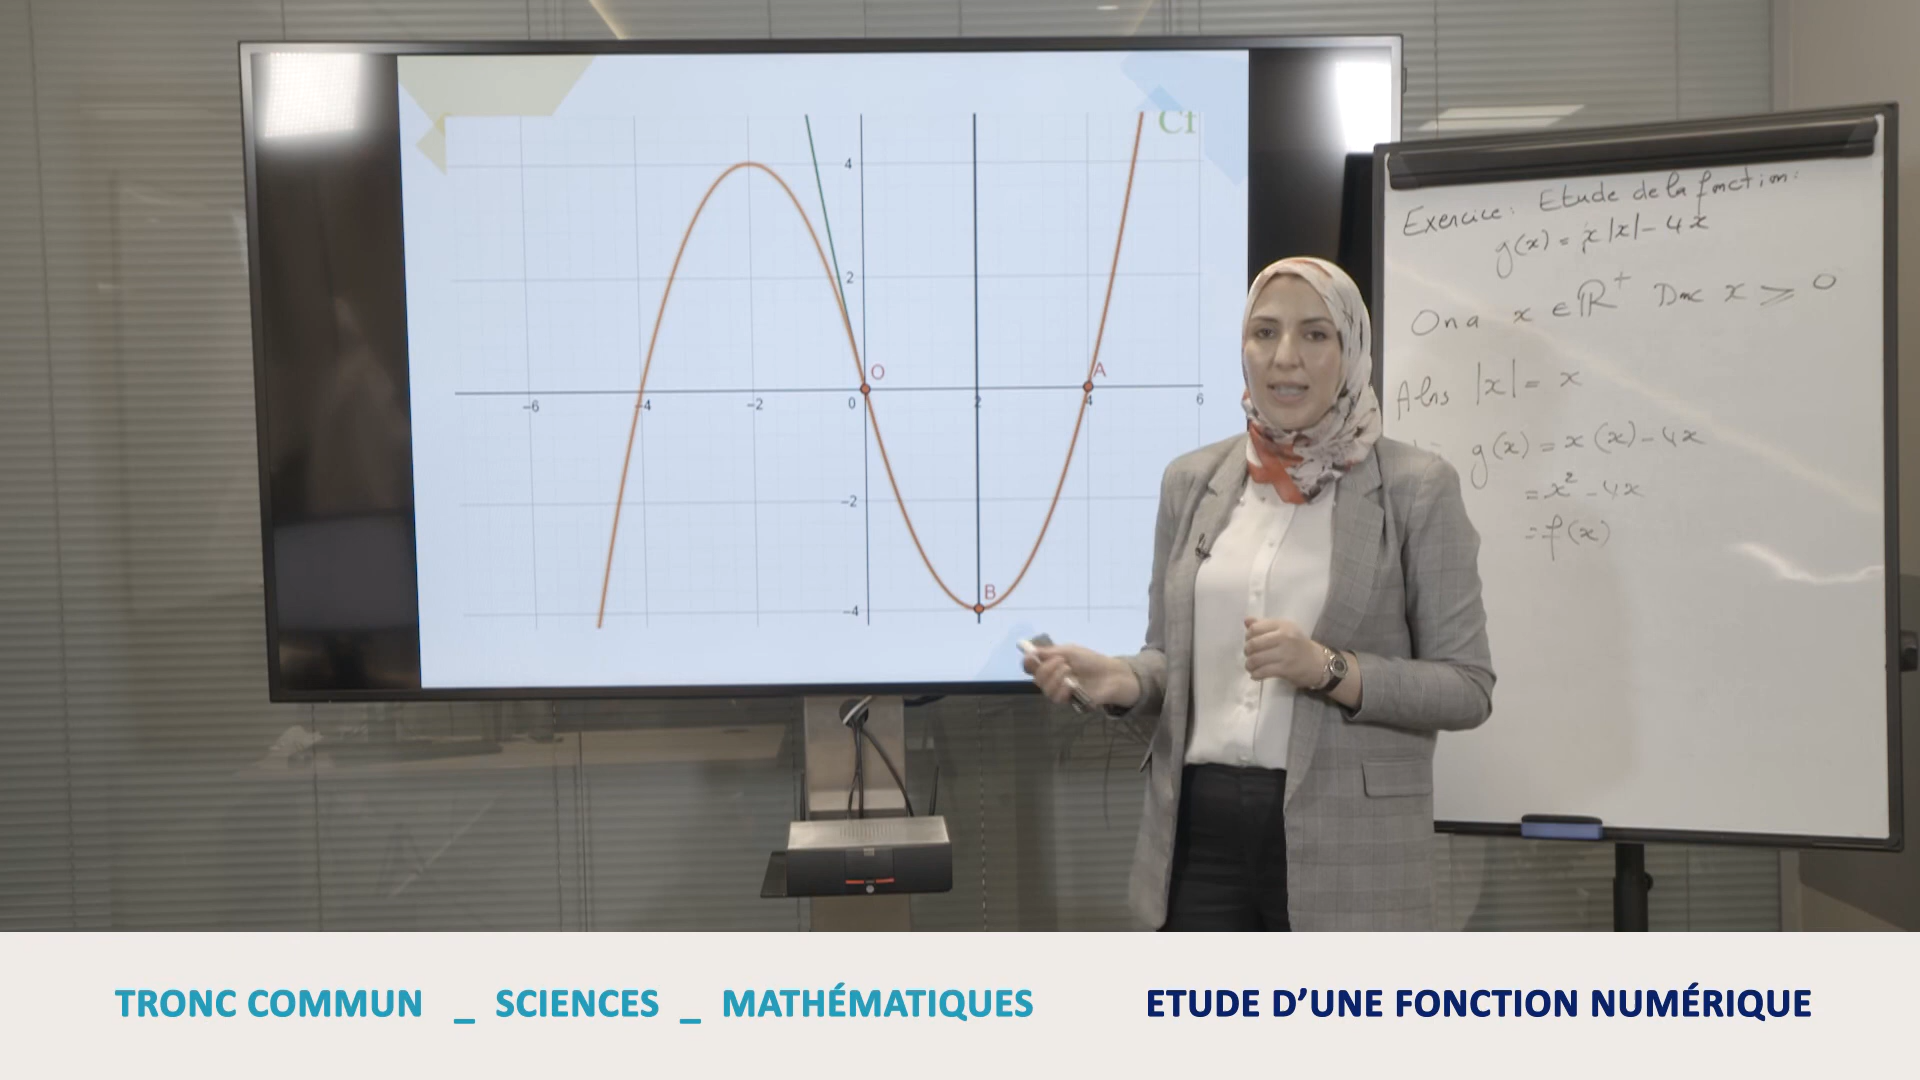 Cf
4
2
O
A
-6
-4
-2
0
2
4
6
-2
B
-4
Exercice: Etude de la fonction:
g(x) = x|x| - 4x
On a x ∈ ℝ⁺ Donc x ⩾ 0
Alors |x| = x
g(x) = x(x) - 4x
= x² - 4x
= f(x)
TRONC COMMUN _ SCIENCES _ MATHÉMATIQUES
ETUDE D’UNE FONCTION NUMÉRIQUE